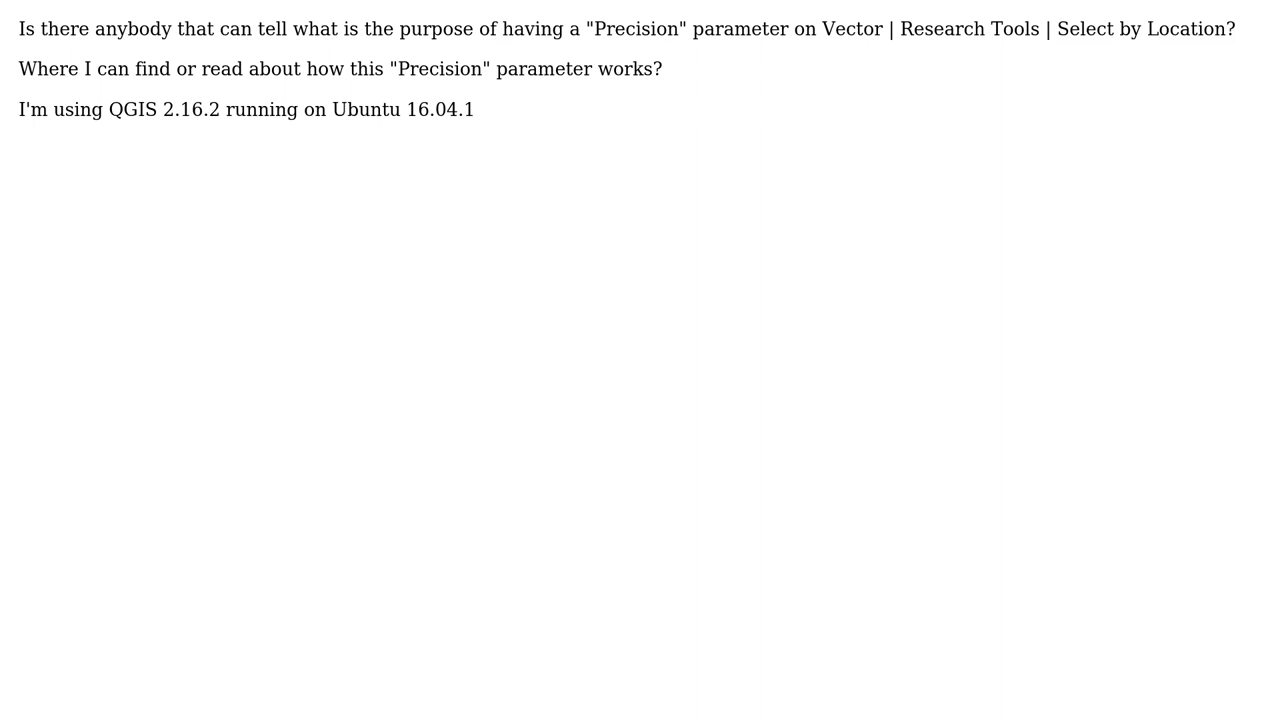 Is there anybody that can tell what is the purpose of having a "Precision" parameter on Vector | Research Tools | Select by Location?
Where I can find or read about how this "Precision" parameter works?
I'm using QGIS 2.16.2 running on Ubuntu 16.04.1